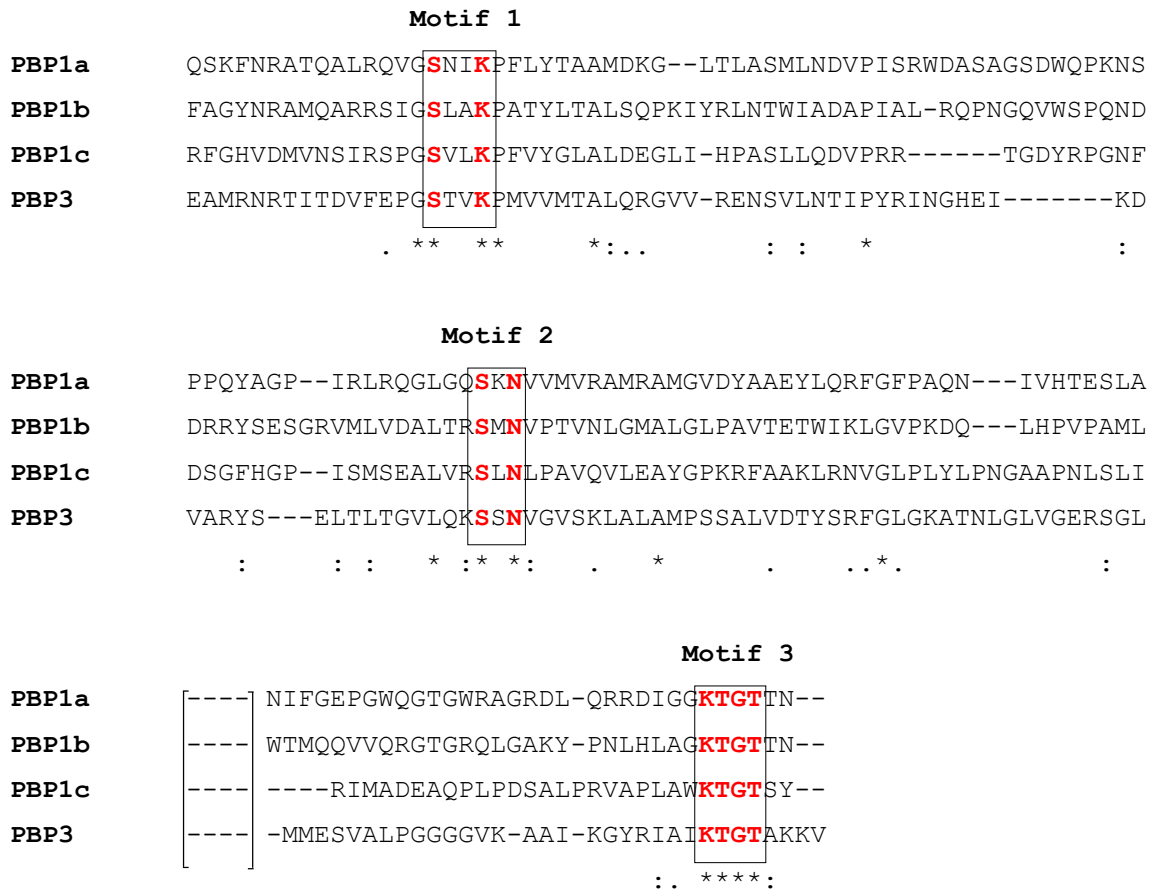 Motif 1
PBP1a QSKFNRATQALRQVGSNIKPFLYTAAMDKG--LTLASMLNDVPISRWDASAGSDWQPKNS
PBP1b FAGYNRAMQARRSIGSLAKPATYLTALSQPKIYRLNTWIADAPIAL-RQPNGQVWSPQND
PBP1c RFGHVDMVNSIRSPGSVLKPFVYGLALDEGLI-HPASLLQDVPRR------TGDYRPGNF
PBP3 EAMRNRTITDVFEPGSTVKPMVVMTALQRGVV-RENSVLNTIPYRINGHEI-------KD
. ** ** *:.. : : * :
Motif 2
PBP1a PPQYAGP--IRLRQGLGQSKNVVMVRAMRAMGVDYAAEYLQRFGFPAQN---IVHTESLA
PBP1b DRRYSESGRVMLVDALTRSMNVPTVNLGMALGLPAVTETWIKLGVPKDQ---LHPVPAML
PBP1c DSGFHGP--ISMSEALVRSLNLPAVQVLEAYGPKRFAAKLRNVGLPLYLPNGAAPNLSLI
PBP3 VARYS---ELTLTGVLQKSSNVGVSKLALAMPSSALVDTYSRFGLGKATNLGLVGERSGL
: : : * :* *: . * . ..*. :
Motif 3
PBP1a ---- NIFGEPGWQGTGWRAGRDL-QRRDIGGKTGTTN--
PBP1b ---- WTMQQVVQRGTGRQLGAKY-PNLHLAGKTGTTN--
PBP1c ---- ----RIMADEAQPLPDSALPRVAPLAWKTGTSY--
PBP3 ---- -MMESVALPGGGGVK-AAI-KGYRIAIKTGTAKKV
:. ****: